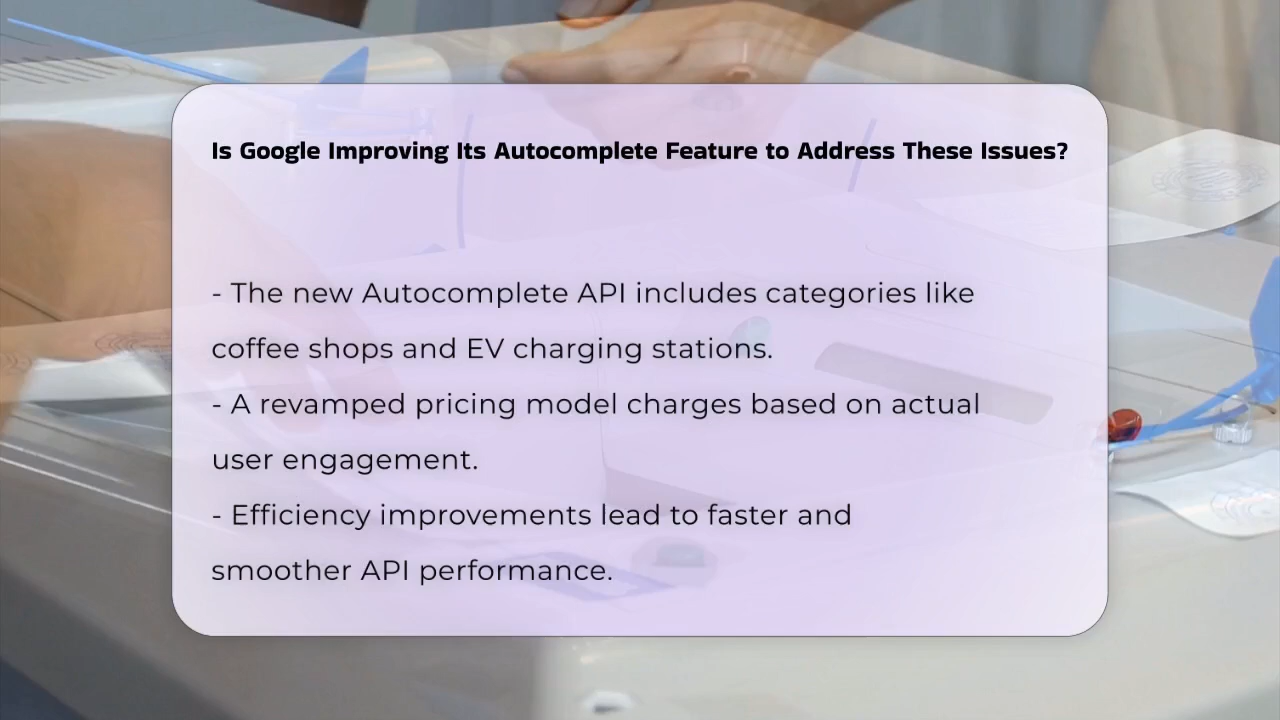 Is Google Improving Its Autocomplete Feature to Address These Issues?
- The new Autocomplete API includes categories like
coffee shops and EV charging stations.
- A revamped pricing model charges based on actual
user engagement.
- Efficiency improvements lead to faster and
smoother API performance.